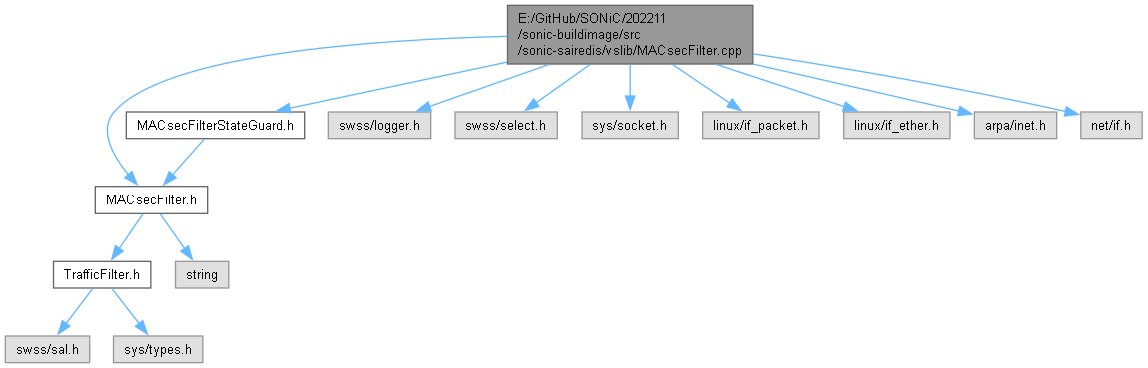 E:/GitHub/SONiC/202211
/sonic-buildimage/src
/sonic-sairedis/vslib/MACsecFilter.cpp
MACsecFilterStateGuard.h
swss/logger.h
swss/select.h
sys/socket.h
linux/if_packet.h
linux/if_ether.h
arpa/inet.h
net/if.h
MACsecFilter.h
TrafficFilter.h
string
swss/sal.h
sys/types.h